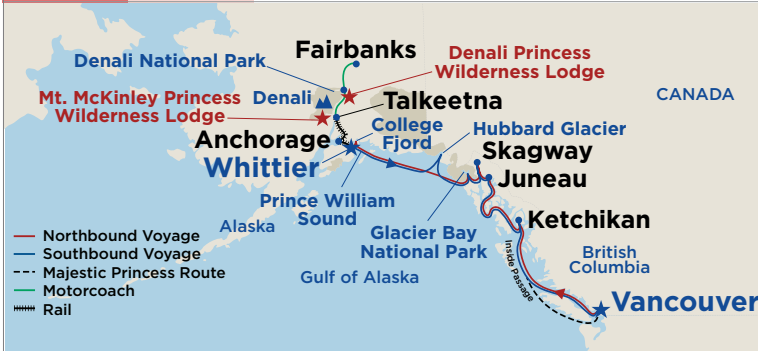 Fairbanks
Denali National Park
Denali Princess
Wilderness Lodge
Mt. McKinley Princess
Wilderness Lodge
Denali
Talkeetna
CANADA
College
Fjord
Hubbard Glacier
Anchorage
Whittier
Skagway
Juneau
Prince William
Sound
Glacier Bay
National Park
Ketchikan
Alaska
Gulf of Alaska
British
Columbia
Inside Passage
Vancouver
Northbound Voyage
Southbound Voyage
Majestic Princess Route
Motorcoach
Rail